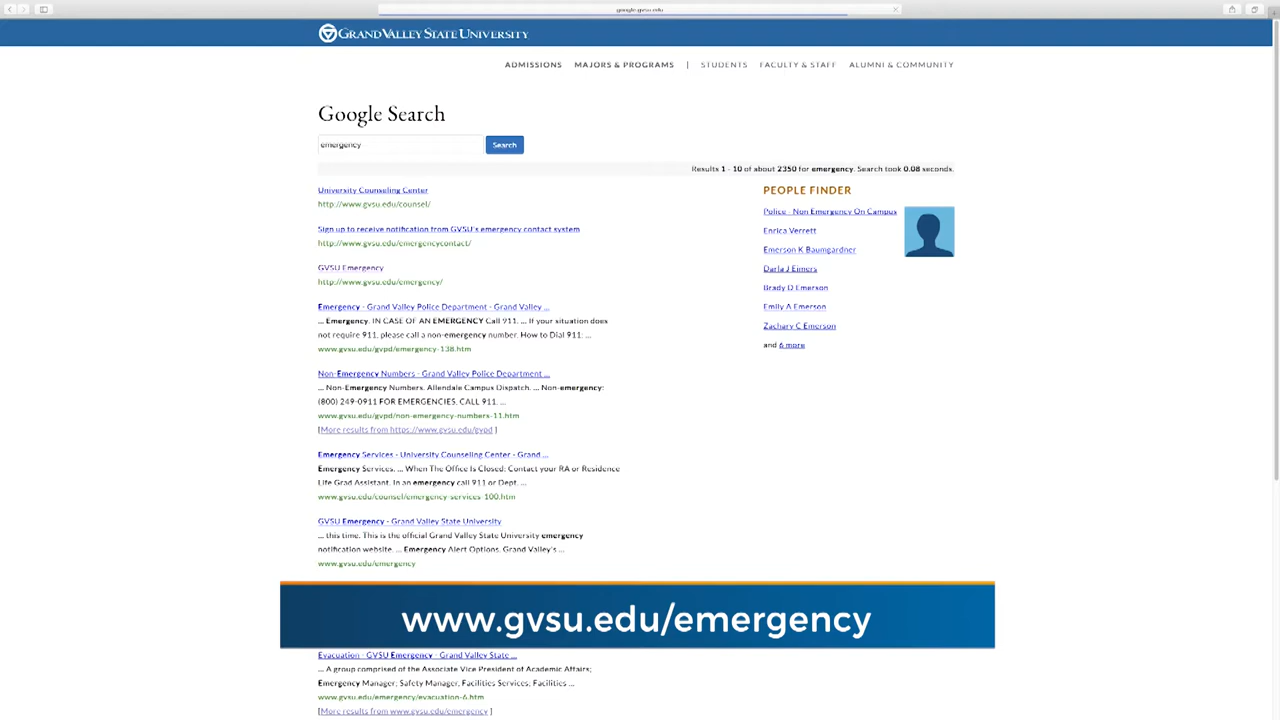 google.gvsu.edu
GRAND VALLEY STATE UNIVERSITY
ADMISSIONS MAJORS & PROGRAMS | STUDENTS FACULTY & STAFF ALUMNI & COMMUNITY
Google Search
emergency Search
Results 1 - 10 of about 2350 for emergency. Search took 0.08 seconds.
University Counseling Center
http://www.gvsu.edu/counsel/
Sign up to receive notification from GVSU's emergency contact system
http://www.gvsu.edu/emergencycontact/
GVSU Emergency
http://www.gvsu.edu/emergency/
Emergency - Grand Valley Police Department - Grand Valley ...
... Emergency. IN CASE OF AN EMERGENCY Call 911. ... If your situation does
not require 911, please call a non-emergency number. How to Dial 911: ...
www.gvsu.edu/gvpd/emergency-138.htm
Non-Emergency Numbers - Grand Valley Police Department ...
... Non-Emergency Numbers. Allendale Campus Dispatch. ... Non-emergency:
(800) 249-0911 FOR EMERGENCIES, CALL 911. ...
www.gvsu.edu/gvpd/non-emergency-numbers-11.htm
[More results from https://www.gvsu.edu/gvpd ]
Emergency Services - University Counseling Center - Grand ...
Emergency Services. ... When The Office Is Closed: Contact your RA or Residence
Life Grad Assistant. In an emergency call 911 or Dept. ...
www.gvsu.edu/counsel/emergency-services-100.htm
GVSU Emergency - Grand Valley State University
... this time. This is the official Grand Valley State University emergency
notification website. ... Emergency Alert Options. Grand Valley's ...
www.gvsu.edu/emergency
PEOPLE FINDER
Police - Non Emergency On Campus
Enrica Verrett
Emerson K Baumgardner
Darla J Eimers
Brady D Emerson
Emily A Emerson
Zachary C Emerson
and 6 more
www.gvsu.edu/emergency
Evacuation - GVSU Emergency - Grand Valley State ...
... A group comprised of the Associate Vice President of Academic Affairs;
Emergency Manager; Safety Manager, Facilities Services; Facilities ...
www.gvsu.edu/emergency/evacuation-6.htm
[More results from www.gvsu.edu/emergency ]